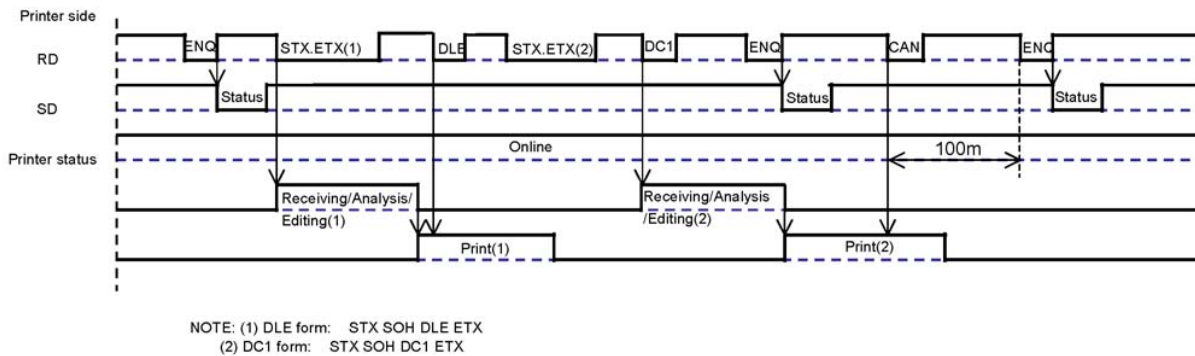 Printer side
RD
ENQ
STX.ETX(1)
DLE
STX.ETX(2)
DC1
ENQ
CAN
ENQ
SD
Status
Status
Status
Printer status
Online
100m
Receiving/Analysis/
Editing(1)
Receiving/Analysis
/Editing(2)
Print(1)
Print(2)
NOTE: (1) DLE form: STX SOH DLE ETX
(2) DC1 form: STX SOH DC1 ETX